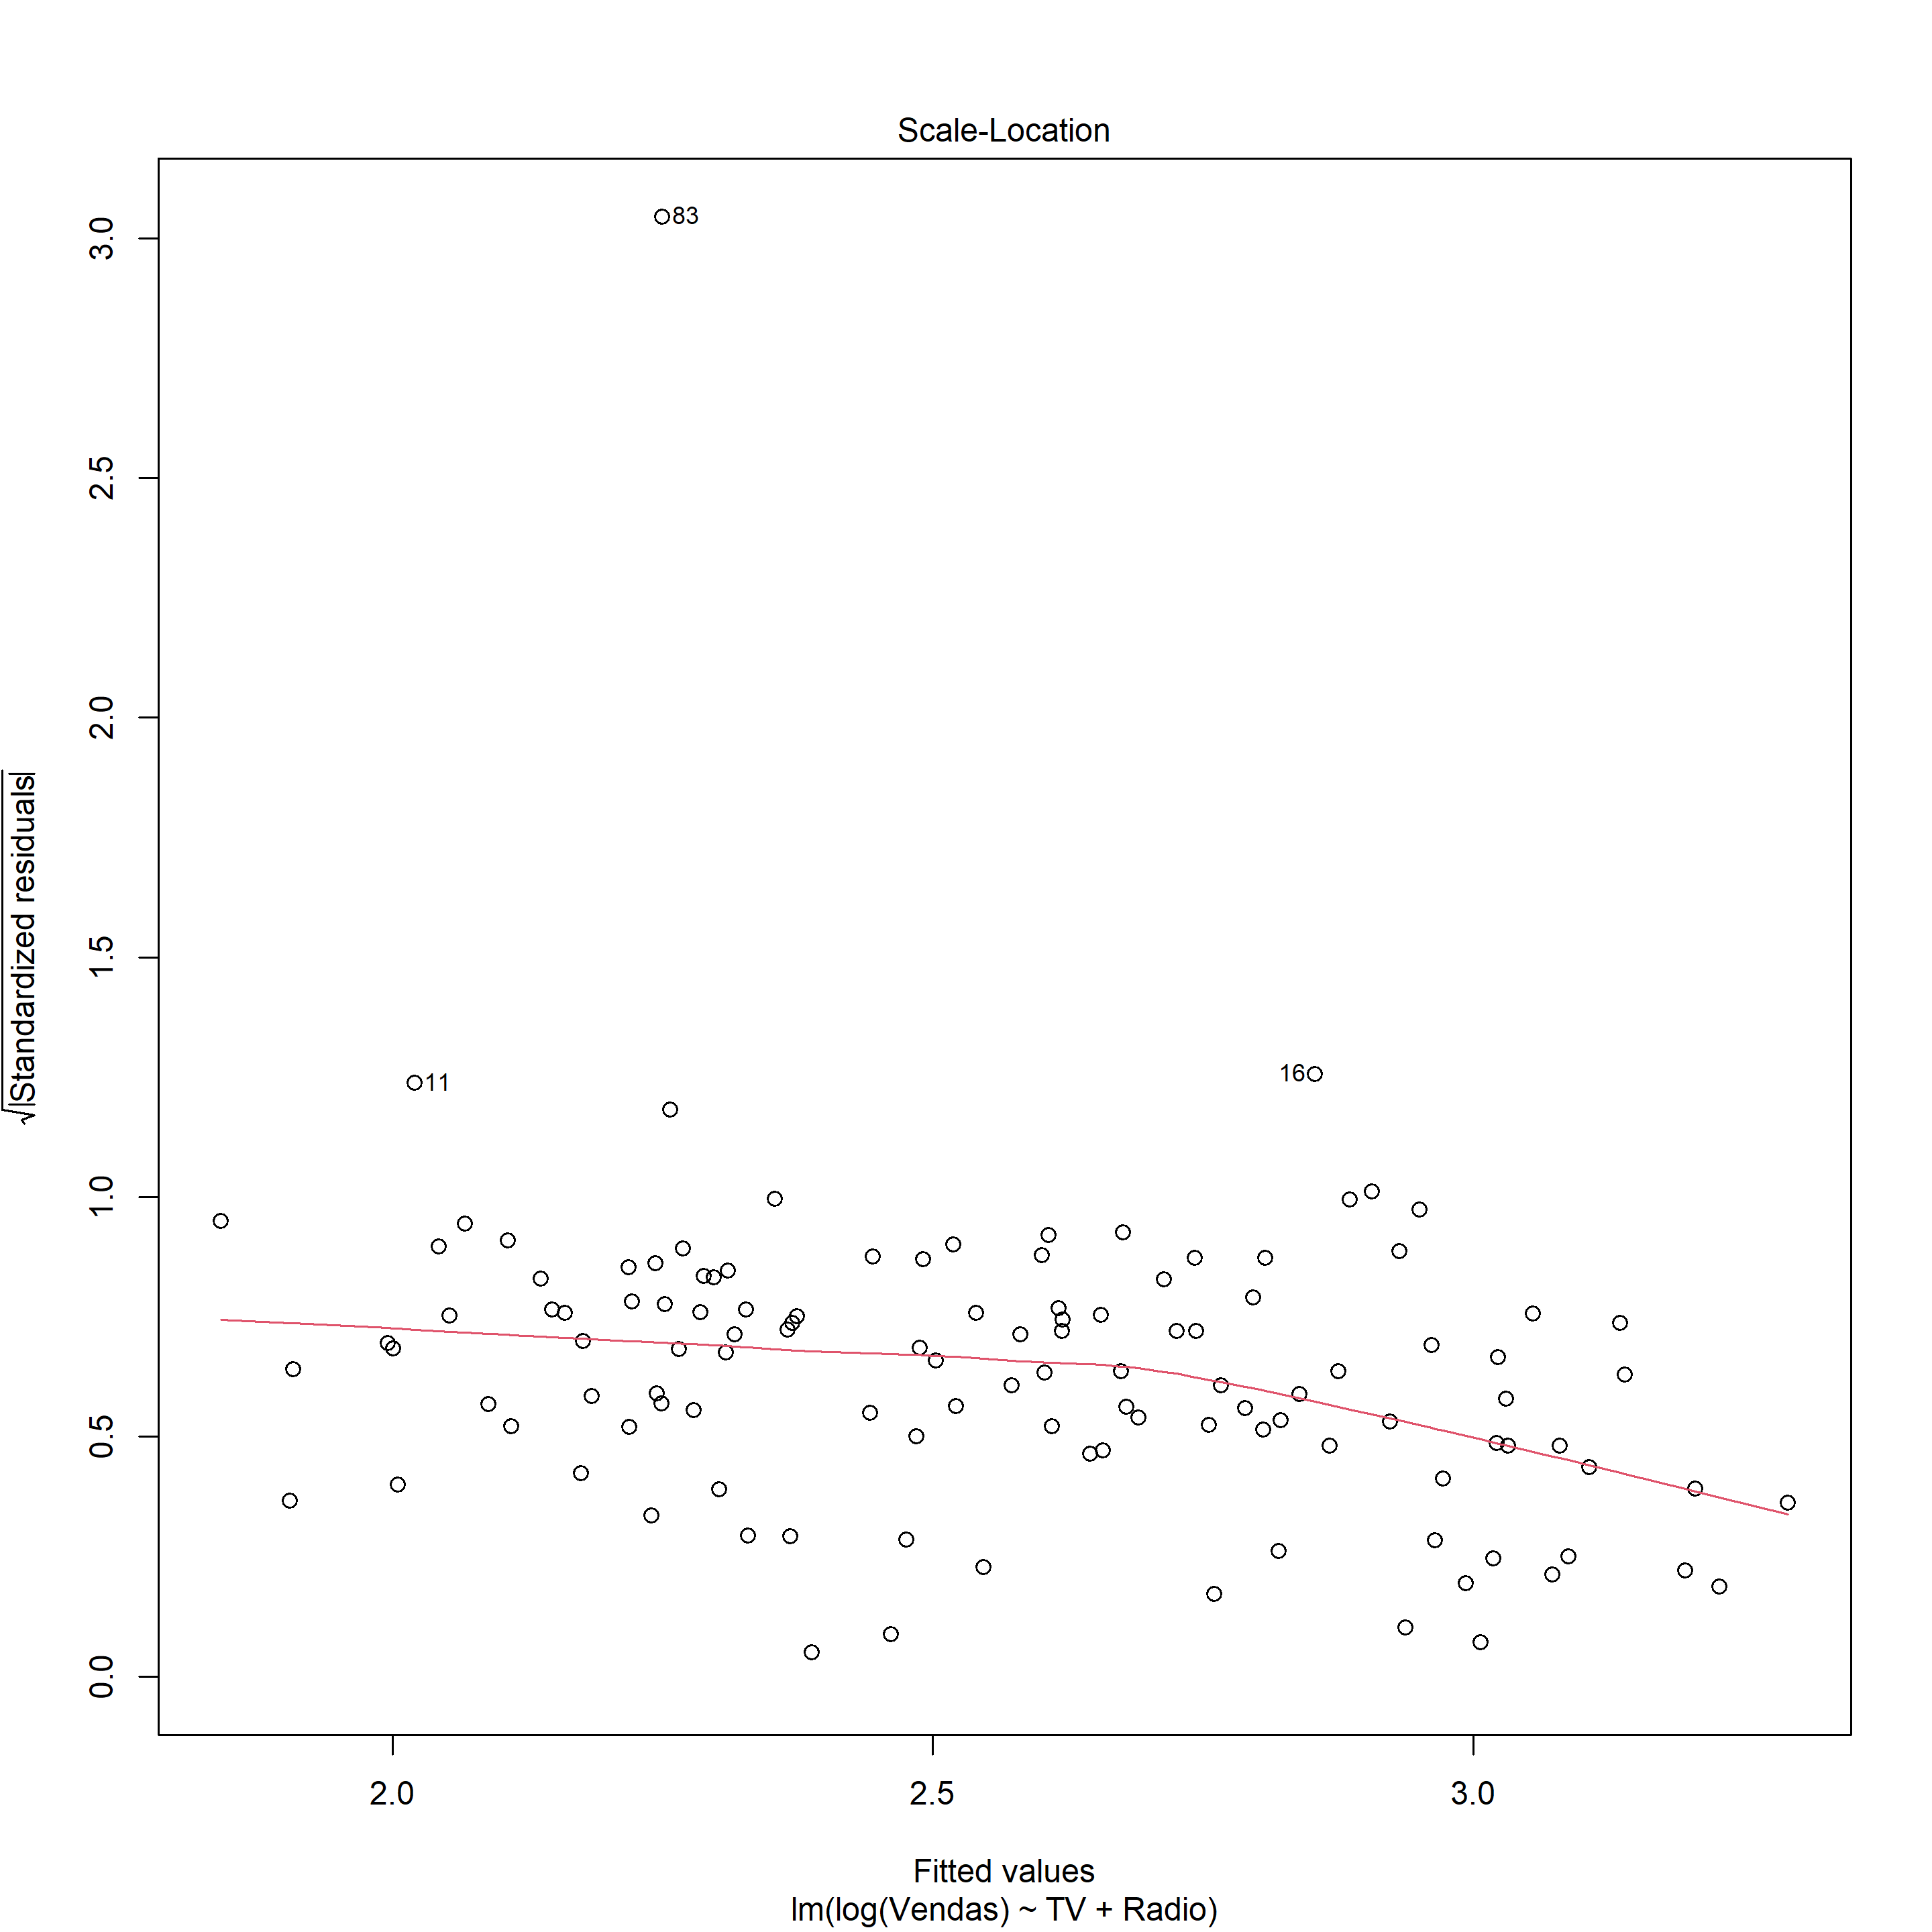 Scale-Location
√|Standardized residuals|
3.0
2.5
2.0
1.5
1.0
0.5
0.0
83
11
16
2.0 2.5 3.0
Fitted values
lm(log(Vendas) ~ TV + Radio)